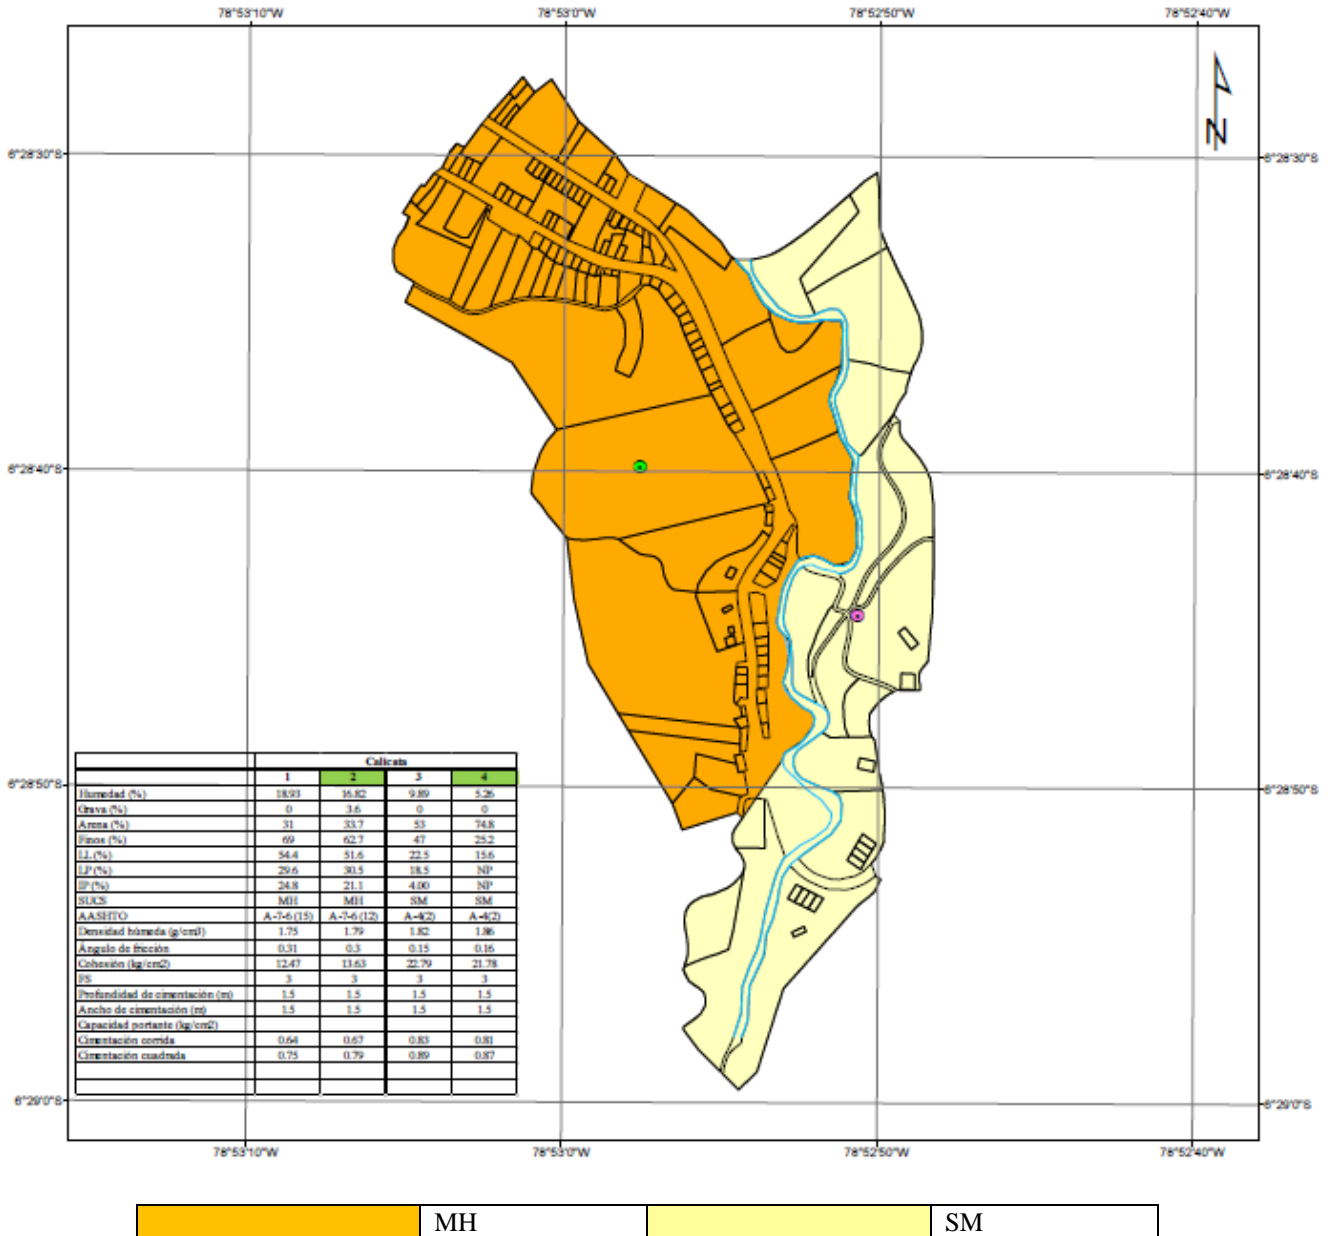 78°53'10"W 78°53'0"W 78°52'50"W 78°52'40"W
N
6°28'30"S 6°28'30"S
6°28'40"S 6°28'40"S
6°28'50"S 6°28'50"S
6°29'0"S 6°29'0"S
Calicata
1 2 3 4
Humedad (%) 18.93 16.82 9.89 5.26
Grava (%) 0 3.6 0 0
Arena (%) 31 33.7 53 74.8
Finos (%) 69 62.7 47 25.2
LL (%) 54.4 51.6 22.5 15.6
LP (%) 29.6 30.5 18.5 NP
IP (%) 24.8 21.1 4.00 NP
SUCS MH MH SM SM
AASHTO A-7-6 (15) A-7-6 (12) A-4(2) A-4(2)
Densidad húmeda (g/cm3) 1.75 1.79 1.82 1.86
Angulo de fricción 0.31 0.3 0.15 0.16
Cohesión (kg/cm2) 12.47 13.63 22.79 21.78
FS 3 3 3 3
Profundidad de cimentación (m) 1.5 1.5 1.5 1.5
Ancho de cimentación (m) 1.5 1.5 1.5 1.5
Capacidad portante (kg/cm2)
Cimentación corrida 0.64 0.67 0.83 0.81
Cimentación cuadrada 0.75 0.79 0.89 0.87
78°53'10"W 78°53'0"W 78°52'50"W 78°52'40"W
MH SM